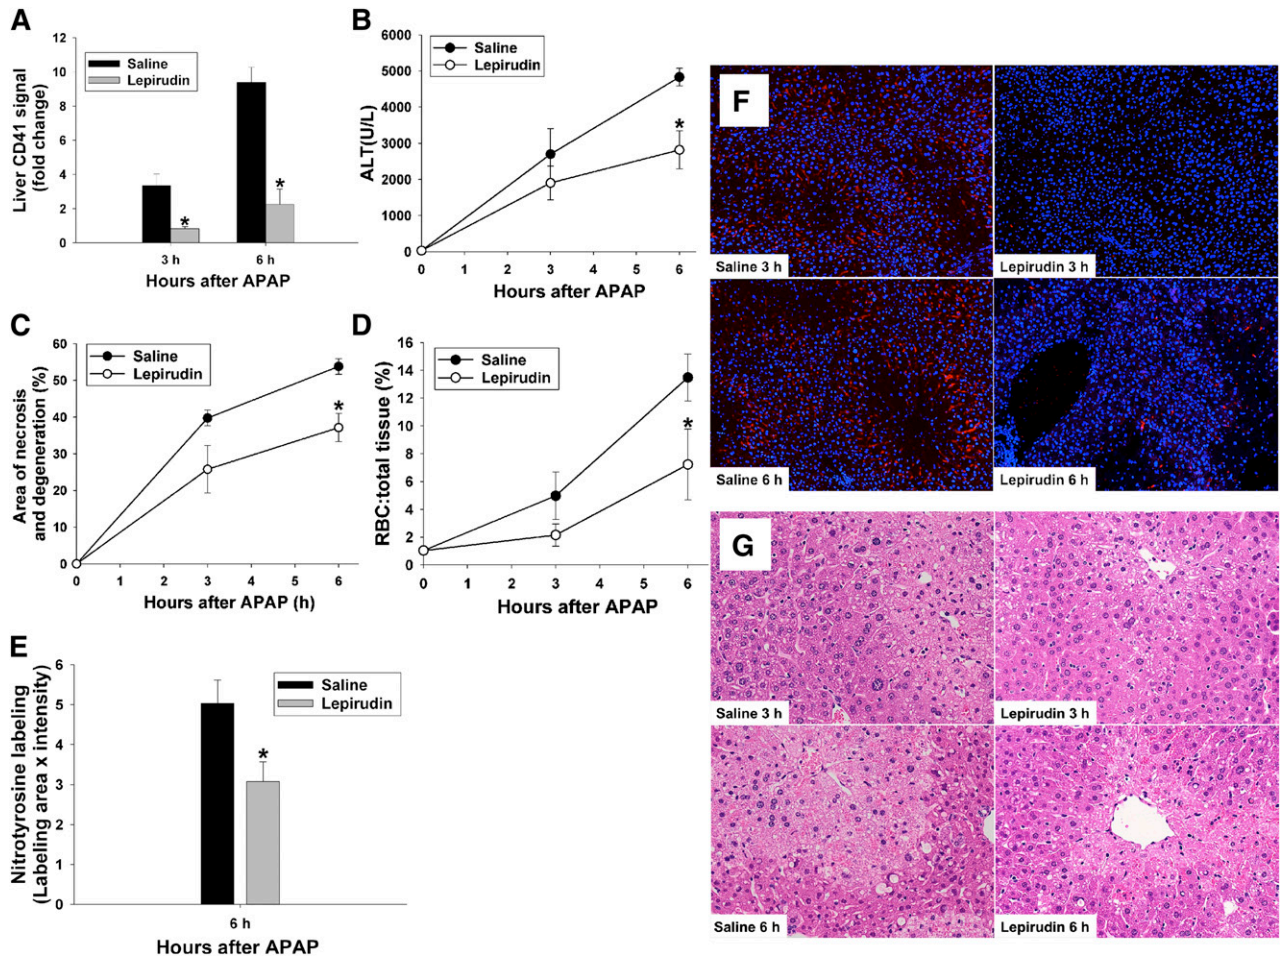 A
12
10
8
6
4
2
0
Liver CD41 signal
(fold change)
Saline
Lepirudin
*
*
3 h
6 h
Hours after APAP
B
6000
5000
4000
3000
2000
1000
0
ALT(U/L)
Saline
Lepirudin
*
0 1 2 3 4 5 6
Hours after APAP
C
60
50
40
30
20
10
0
Area of necrosis
and degeneration (%)
Saline
Lepirudin
*
0 1 2 3 4 5 6
Hours after APAP (h)
D
16
14
12
10
8
6
4
2
0
RBC:total tissue (%)
Saline
Lepirudin
*
0 1 2 3 4 5 6
Hours after APAP
E
6
5
4
3
2
1
0
Nitrotyrosine labeling
(Labeling area x intensity)
Saline
Lepirudin
*
6 h
Hours after APAP
F
Saline 3 h
Lepirudin 3 h
Saline 6 h
Lepirudin 6 h
G
Saline 3 h
Lepirudin 3 h
Saline 6 h
Lepirudin 6 h